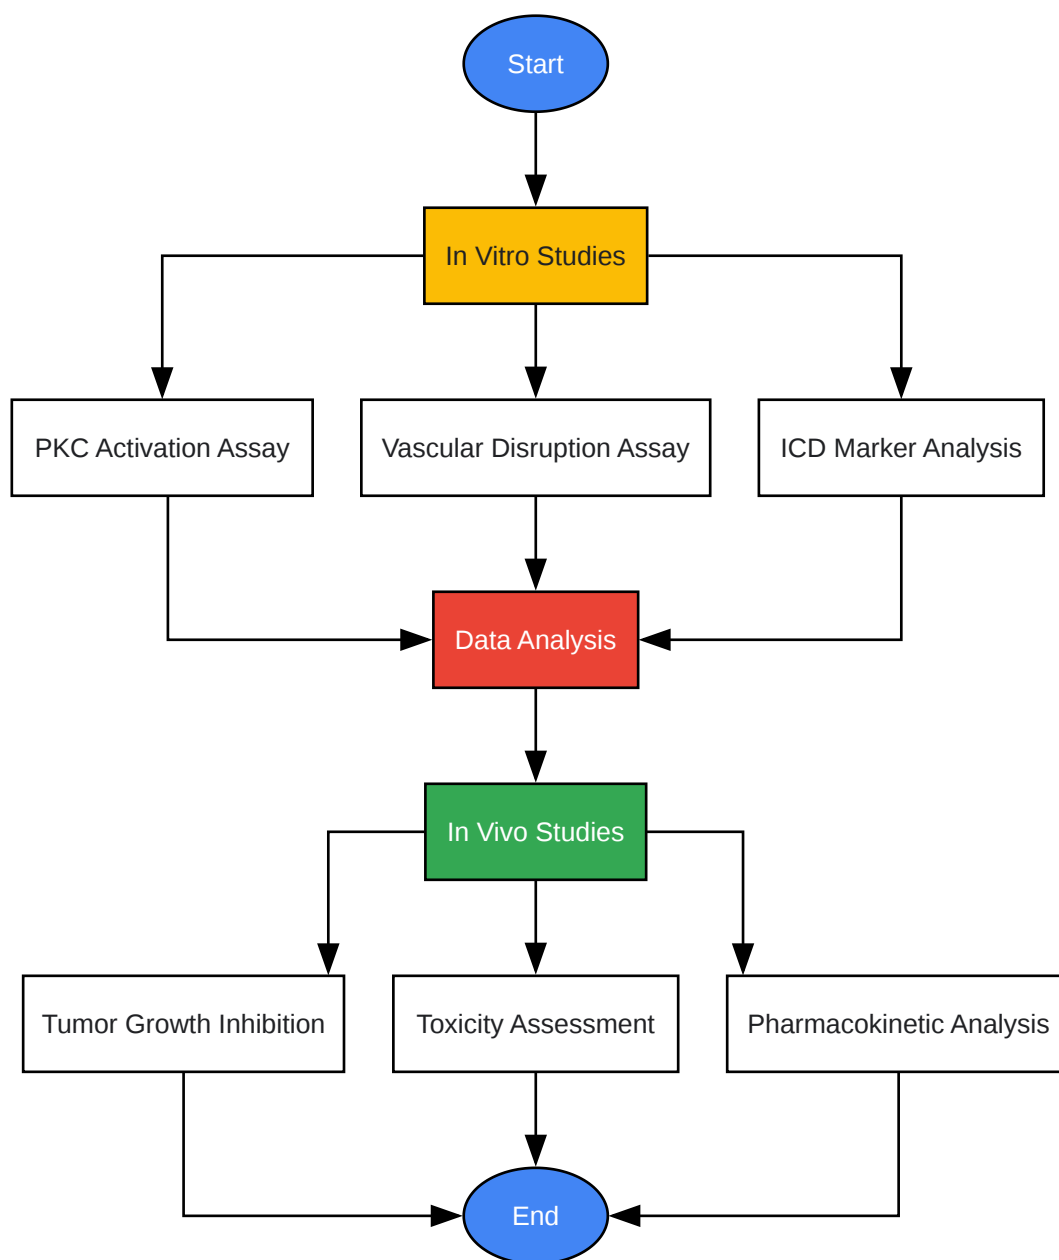 Start
In Vitro Studies
PKC Activation Assay
Vascular Disruption Assay
ICD Marker Analysis
Data Analysis
In Vivo Studies
Tumor Growth Inhibition
Toxicity Assessment
Pharmacokinetic Analysis
End